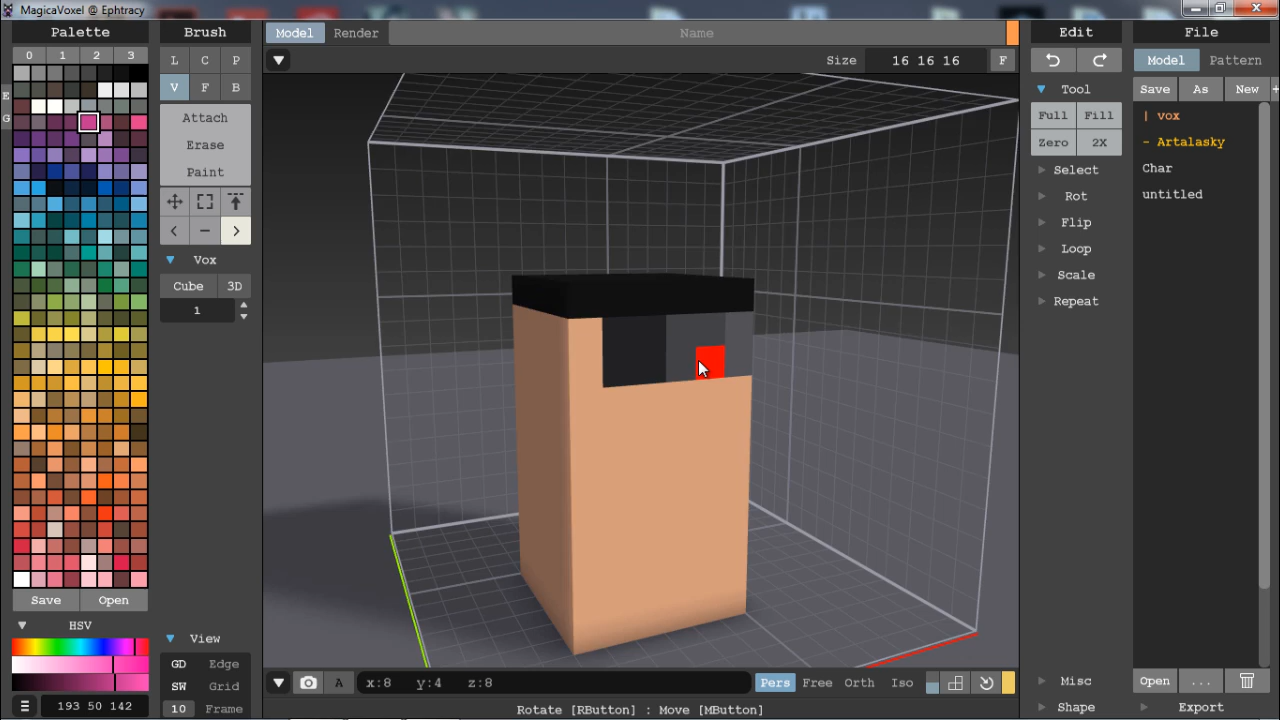 MagicaVoxel @ Ephtracy
Palette
0 1 2 3
E
G
Save Open
HSV
193 50 142
Brush
L C P
V F B
Attach
Erase
Paint
Vox
Cube 3D
1
View
GD Edge
SW Grid
10 Frame
Model Render Name
Size 16 16 16 F
A x:8 y:4 z:8 Pers Free Orth Iso
Rotate [RButton] : Move [MButton]
Edit
Tool
Full Fill
Zero 2X
Select
Rot
Flip
Loop
Scale
Repeat
Misc
Shape
File
Model Pattern
Save As New +
| vox
- Artalasky
Char
untitled
Open ...
Export